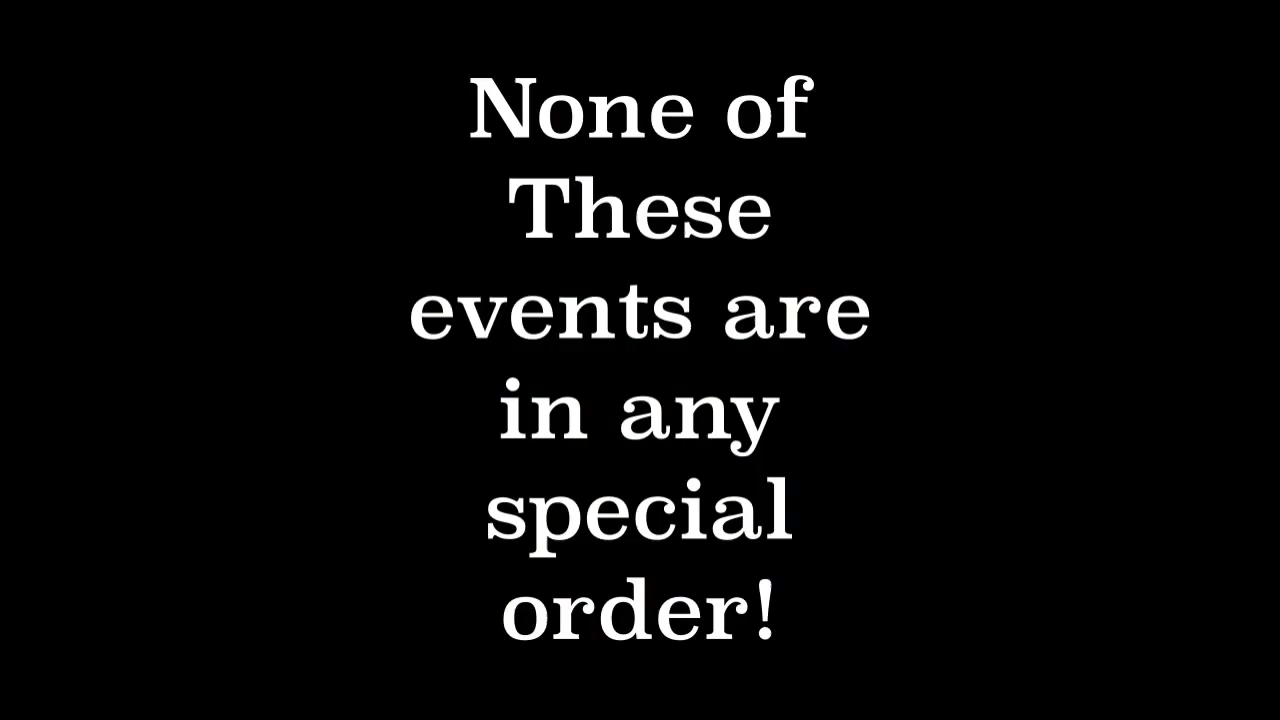 None of
These
events are
in any
special
order!